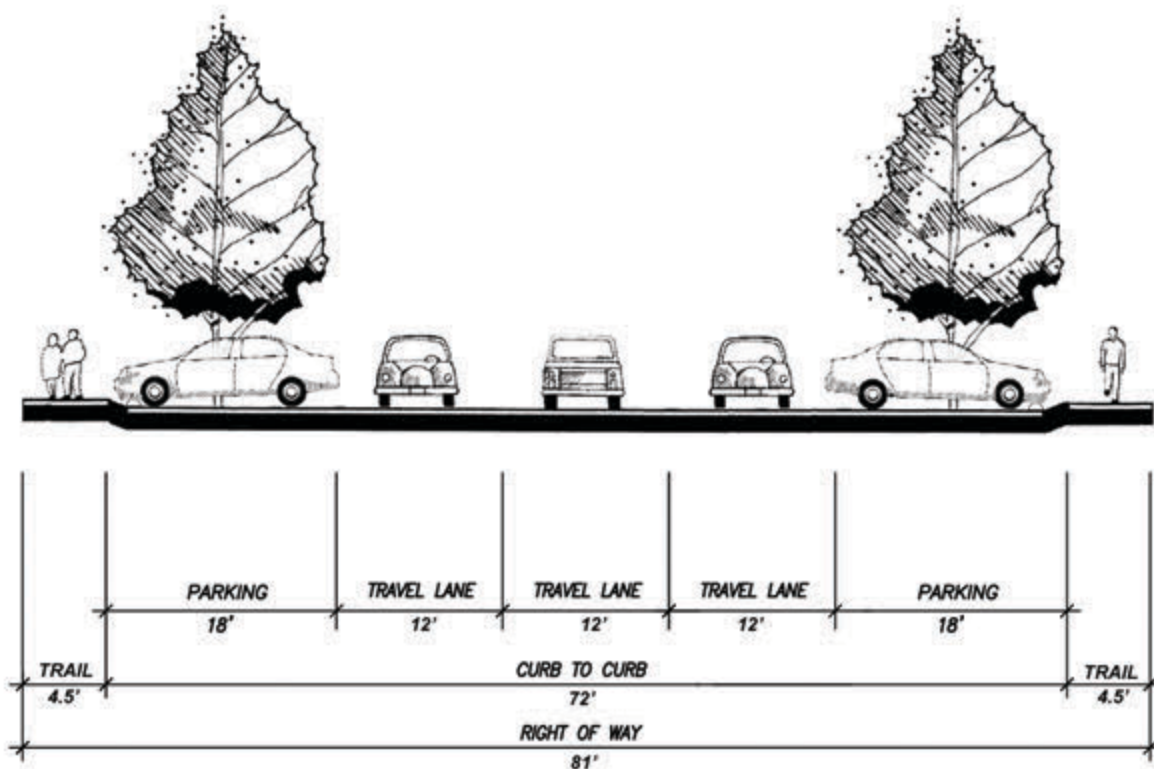 PARKING TRAVEL LANE TRAVEL LANE TRAVEL LANE PARKING
18' 12' 12' 12' 18'
TRAIL CURB TO CURB TRAIL
4.5' 72' 4.5'
RIGHT OF WAY
81'